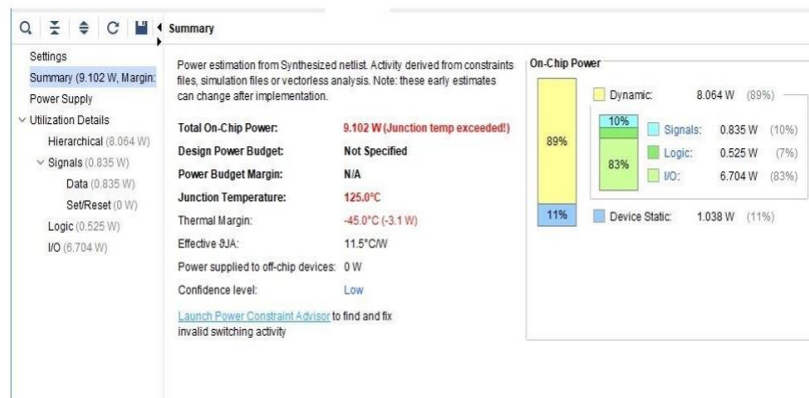 Summary
Settings
Summary (9.102 W, Margin:
Power Supply
Utilization Details
Hierarchical (8.064 W)
Signals (0.835 W)
Data (0.835 W)
Set/Reset (0 W)
Logic (0.525 W)
I/O (6.704 W)
Power estimation from Synthesized netlist. Activity derived from constraints
files, simulation files or vectorless analysis. Note: these early estimates
can change after implementation.
Total On-Chip Power: 9.102 W (Junction temp exceeded!)
Design Power Budget: Not Specified
Power Budget Margin: N/A
Junction Temperature: 125.0°C
Thermal Margin: -45.0°C (-3.1 W)
Effective ϑJA: 11.5°C/W
Power supplied to off-chip devices: 0 W
Confidence level: Low
Launch Power Constraint Advisor to find and fix
invalid switching activity
On-Chip Power
Dynamic: 8.064 W (89%)
89%
10%
83%
Signals: 0.835 W (10%)
Logic: 0.525 W (7%)
I/O: 6.704 W (83%)
11%
Device Static: 1.038 W (11%)